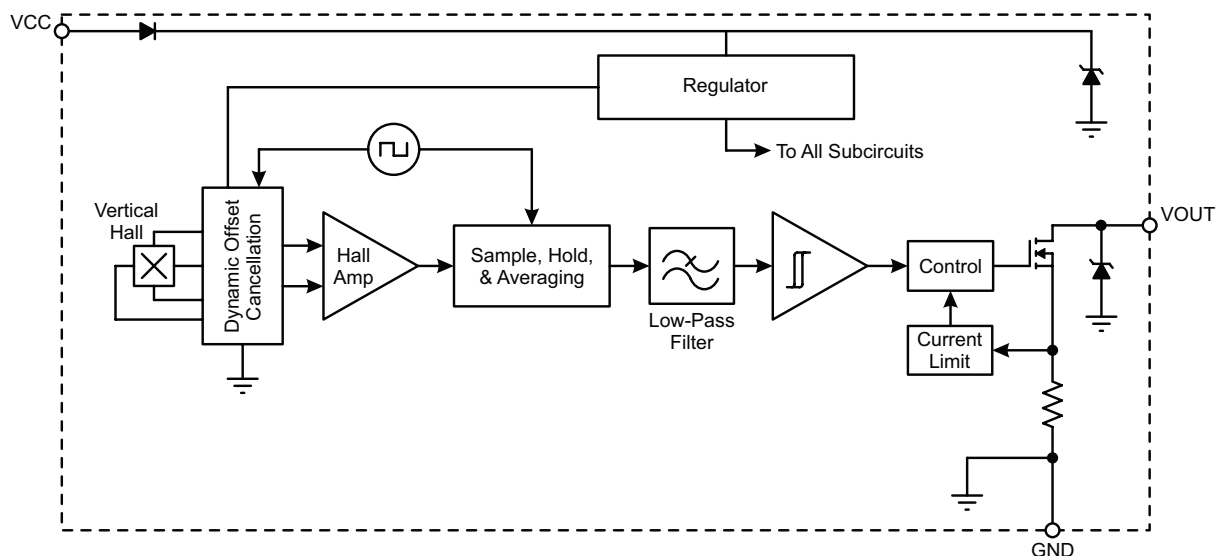 VCC
Regulator
To All Subcircuits
Vertical
Hall
Dynamic Offset
Cancellation
Hall
Amp
Sample, Hold,
& Averaging
Low-Pass
Filter
Control
Current
Limit
VOUT
GND